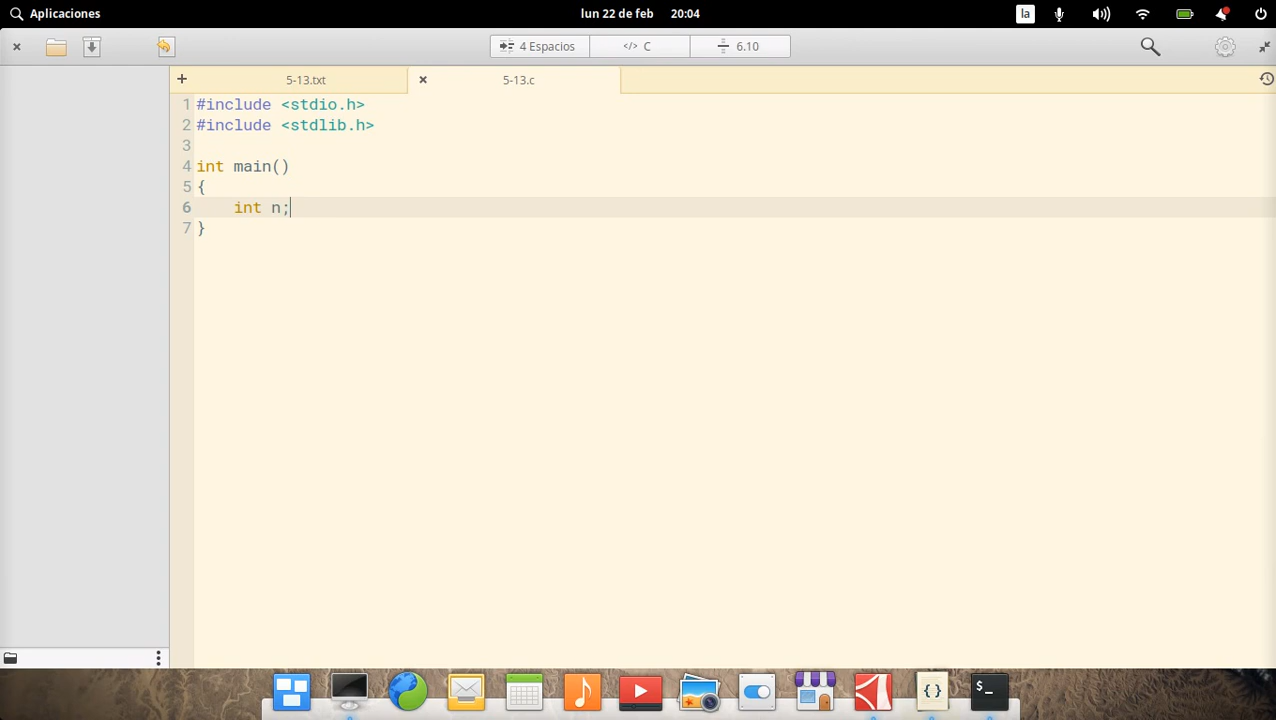 Aplicaciones
lun 22 de feb 20:04
la
4 Espacios
</> C
6.10
5-13.txt
5-13.c
1 #include <stdio.h>
2 #include <stdlib.h>
3
4 int main()
5 {
6 int n;
7 }
{}
$_